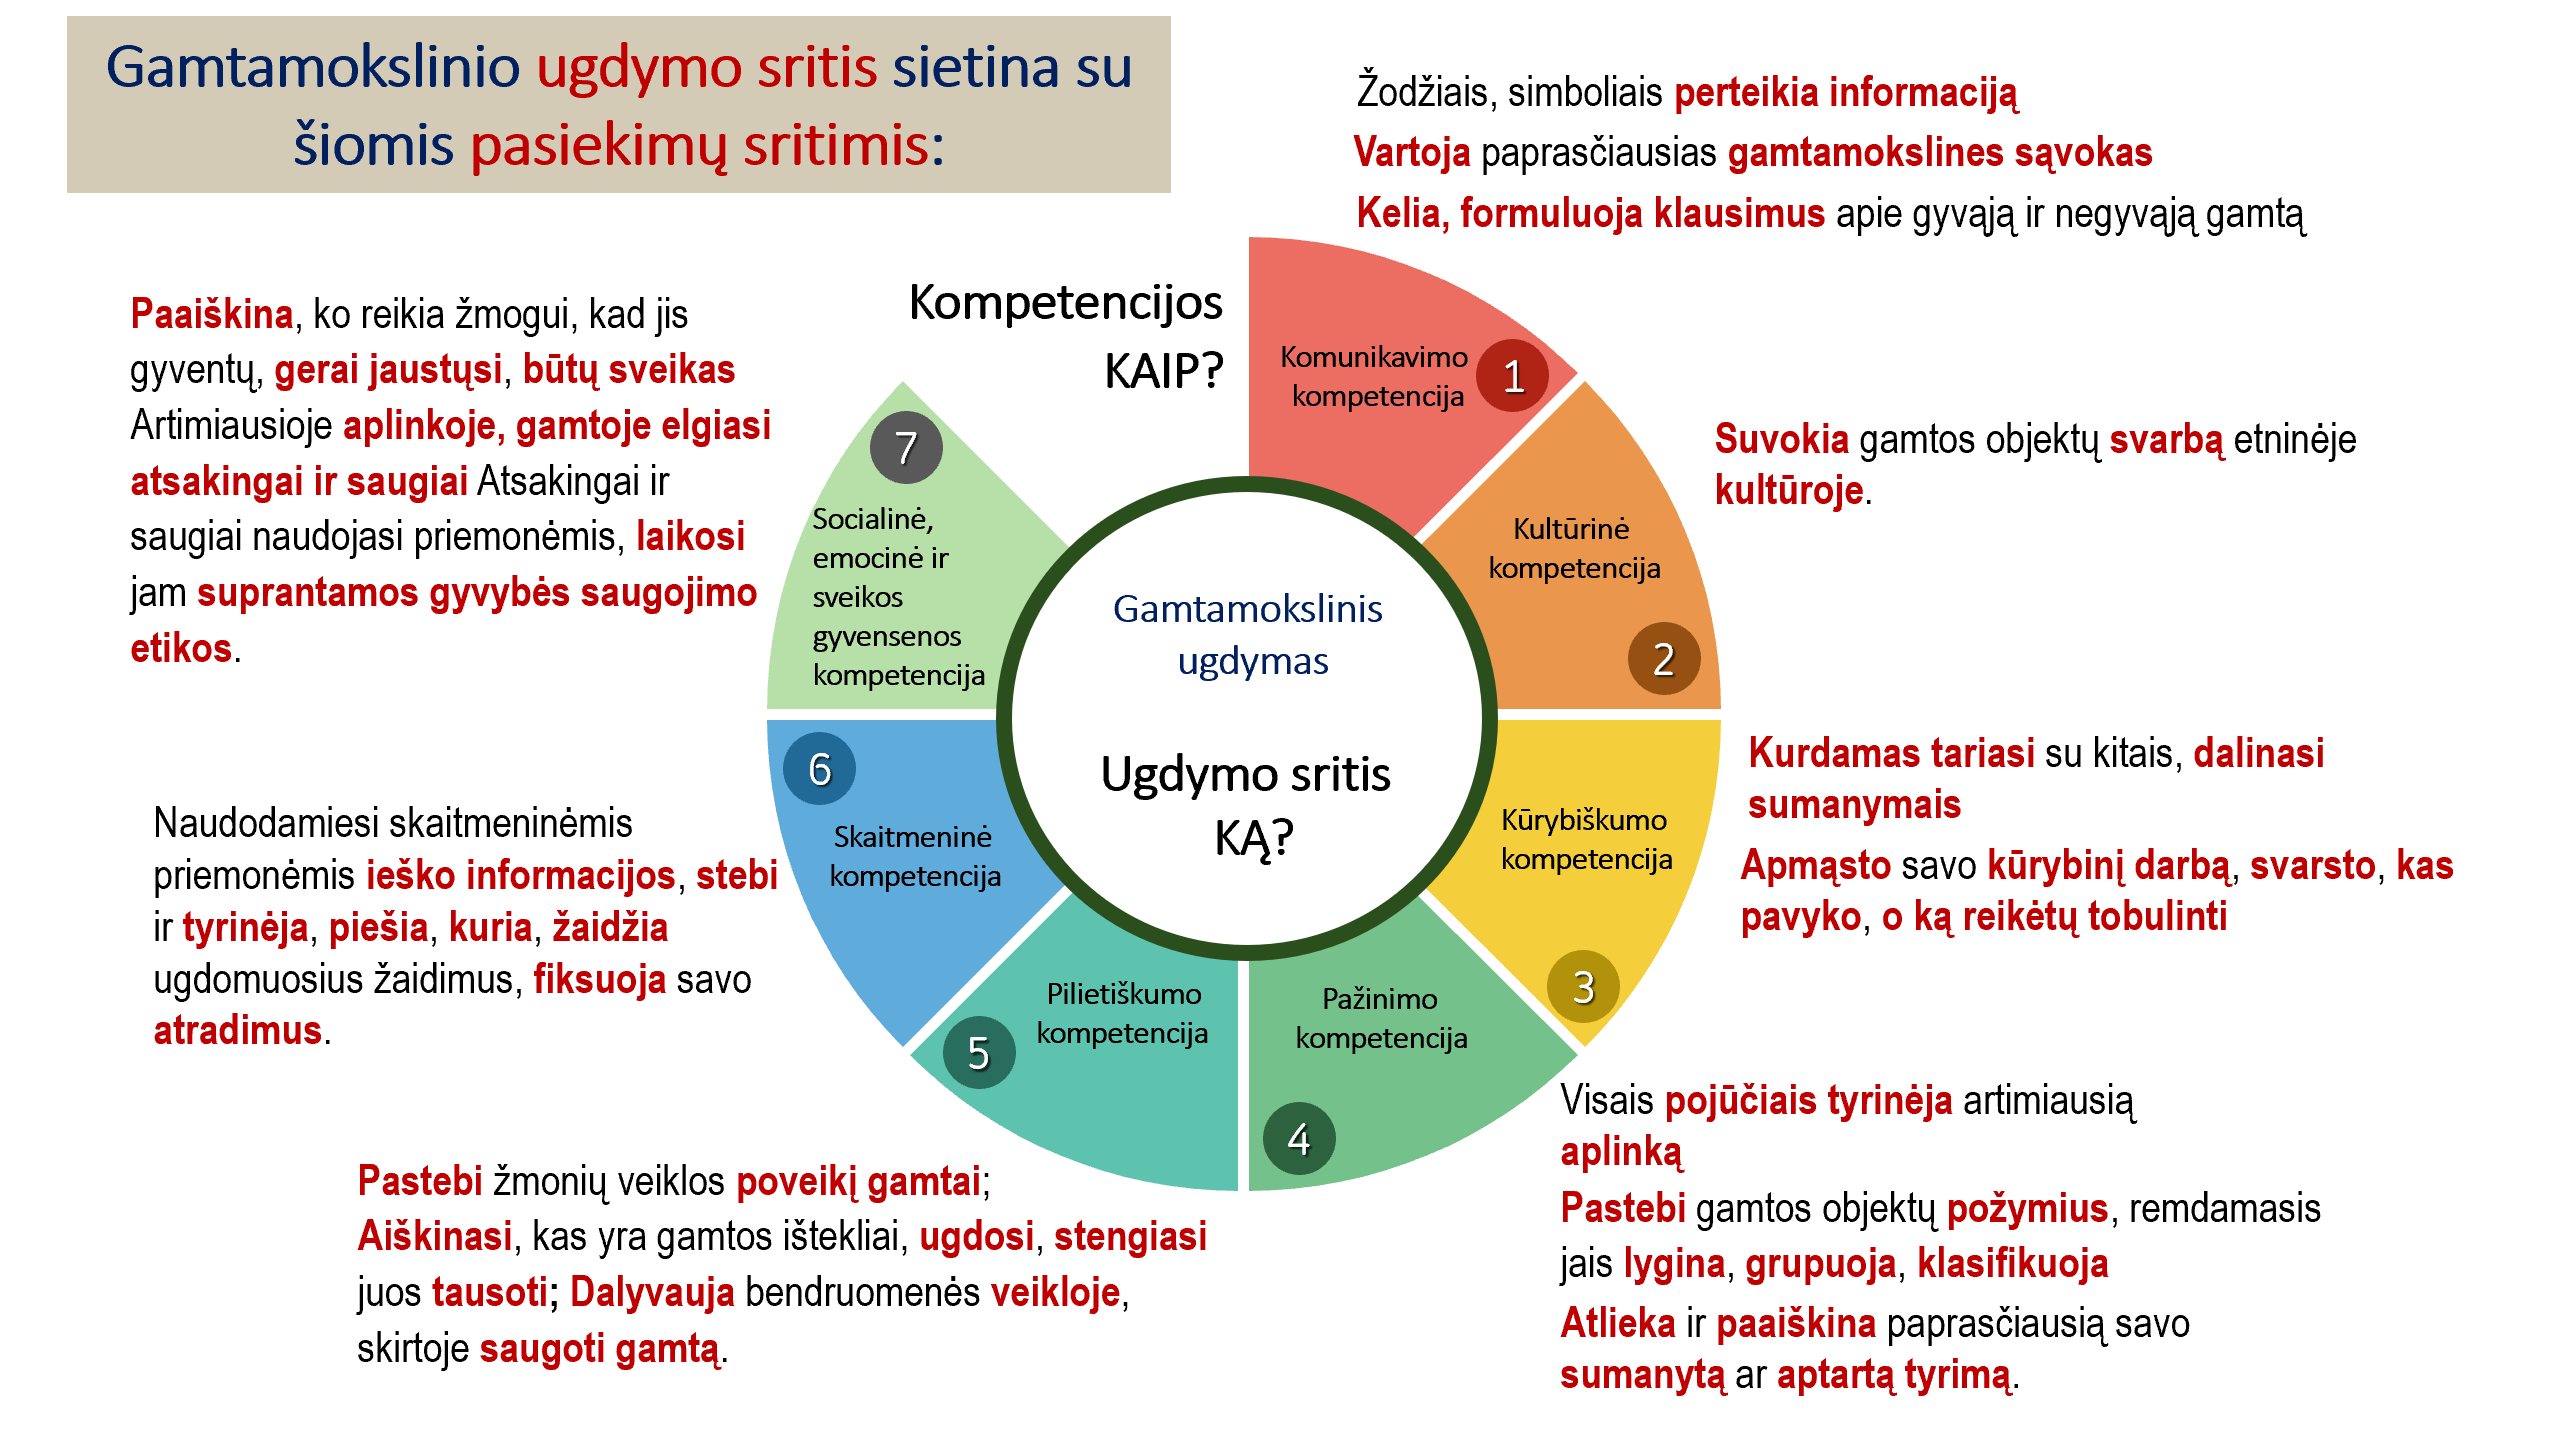 Gamtamokslinio ugdymo sritis sietina su
šiomis pasiekimų sritimis:
Žodžiais, simboliais perteikia informaciją
Vartoja paprasčiausias gamtamokslines sąvokas
Kelia, formuluoja klausimus apie gyvąją ir negyvąją gamtą
Kompetencijos
KAIP?
Komunikavimo
kompetencija
1
Suvokia gamtos objektų svarbą etninėje
kultūroje.
Kultūrinė
kompetencija
2
Kurdamas tariasi su kitais, dalinasi
sumanymais
Apmąsto savo kūrybinį darbą, svarsto, kas
pavyko, o ką reikėtų tobulinti
Kūrybiškumo
kompetencija
3
Visais pojūčiais tyrinėja artimiausią
aplinką
Pastebi gamtos objektų požymius, remdamasis
jais lygina, grupuoja, klasifikuoja
Atlieka ir paaiškina paprasčiausią savo
sumanytą ar aptartą tyrimą.
Pažinimo
kompetencija
4
Pilietiškumo
kompetencija
5
Pastebi žmonių veiklos poveikį gamtai;
Aiškinasi, kas yra gamtos ištekliai, ugdosi, stengiasi
juos tausoti; Dalyvauja bendruomenės veikloje,
skirtoje saugoti gamtą.
6
Skaitmeninė
kompetencija
Naudodamiesi skaitmeninėmis
priemonėmis ieško informacijos, stebi
ir tyrinėja, piešia, kuria, žaidžia
ugdomuosius žaidimus, fiksuoja savo
atradimus.
7
Socialinė,
emocinė ir
sveikos
gyvensenos
kompetencija
Paaiškina, ko reikia žmogui, kad jis
gyventų, gerai jaustųsi, būtų sveikas
Artimiausioje aplinkoje, gamtoje elgiasi
atsakingai ir saugiai Atsakingai ir
saugiai naudojasi priemonėmis, laikosi
jam suprantamos gyvybės saugojimo
etikos.
Gamtamokslinis
ugdymas
Ugdymo sritis
KĄ?